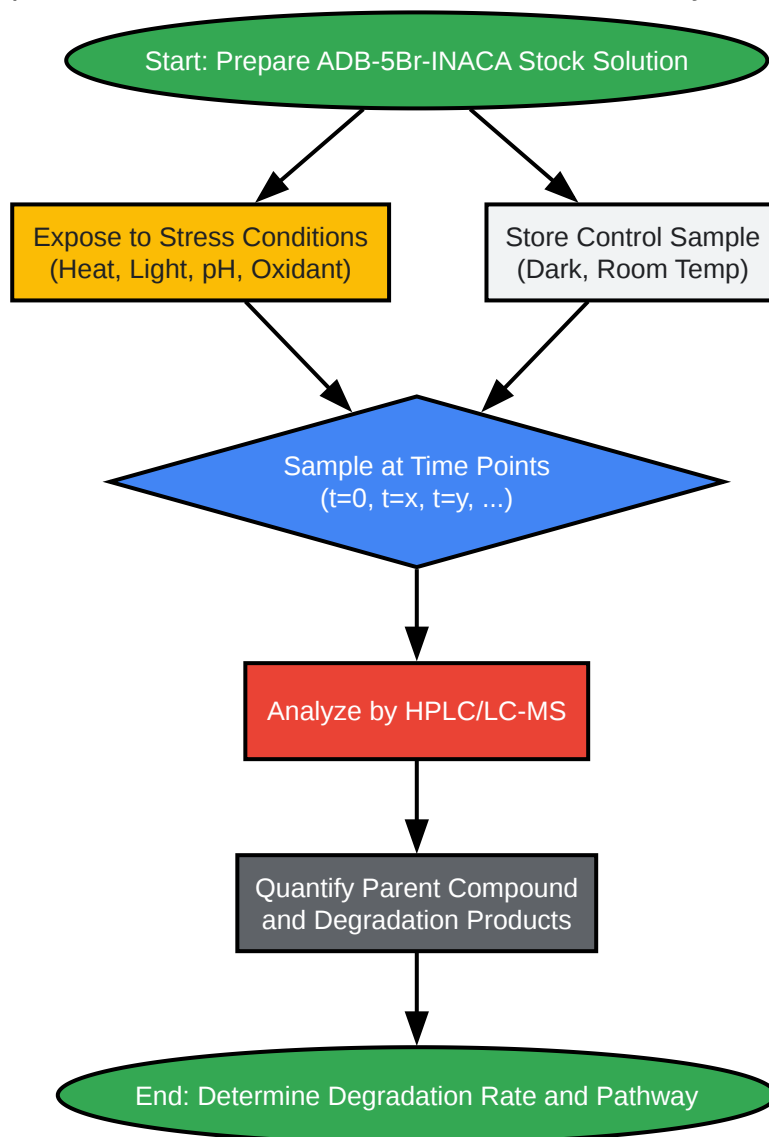 Start: Prepare ADB-5Br-INACA Stock Solution
Expose to Stress Conditions
(Heat, Light, pH, Oxidant)
Store Control Sample
(Dark, Room Temp)
Sample at Time Points
(t=0, t=x, t=y, ...)
Analyze by HPLC/LC-MS
Quantify Parent Compound
and Degradation Products
End: Determine Degradation Rate and Pathway